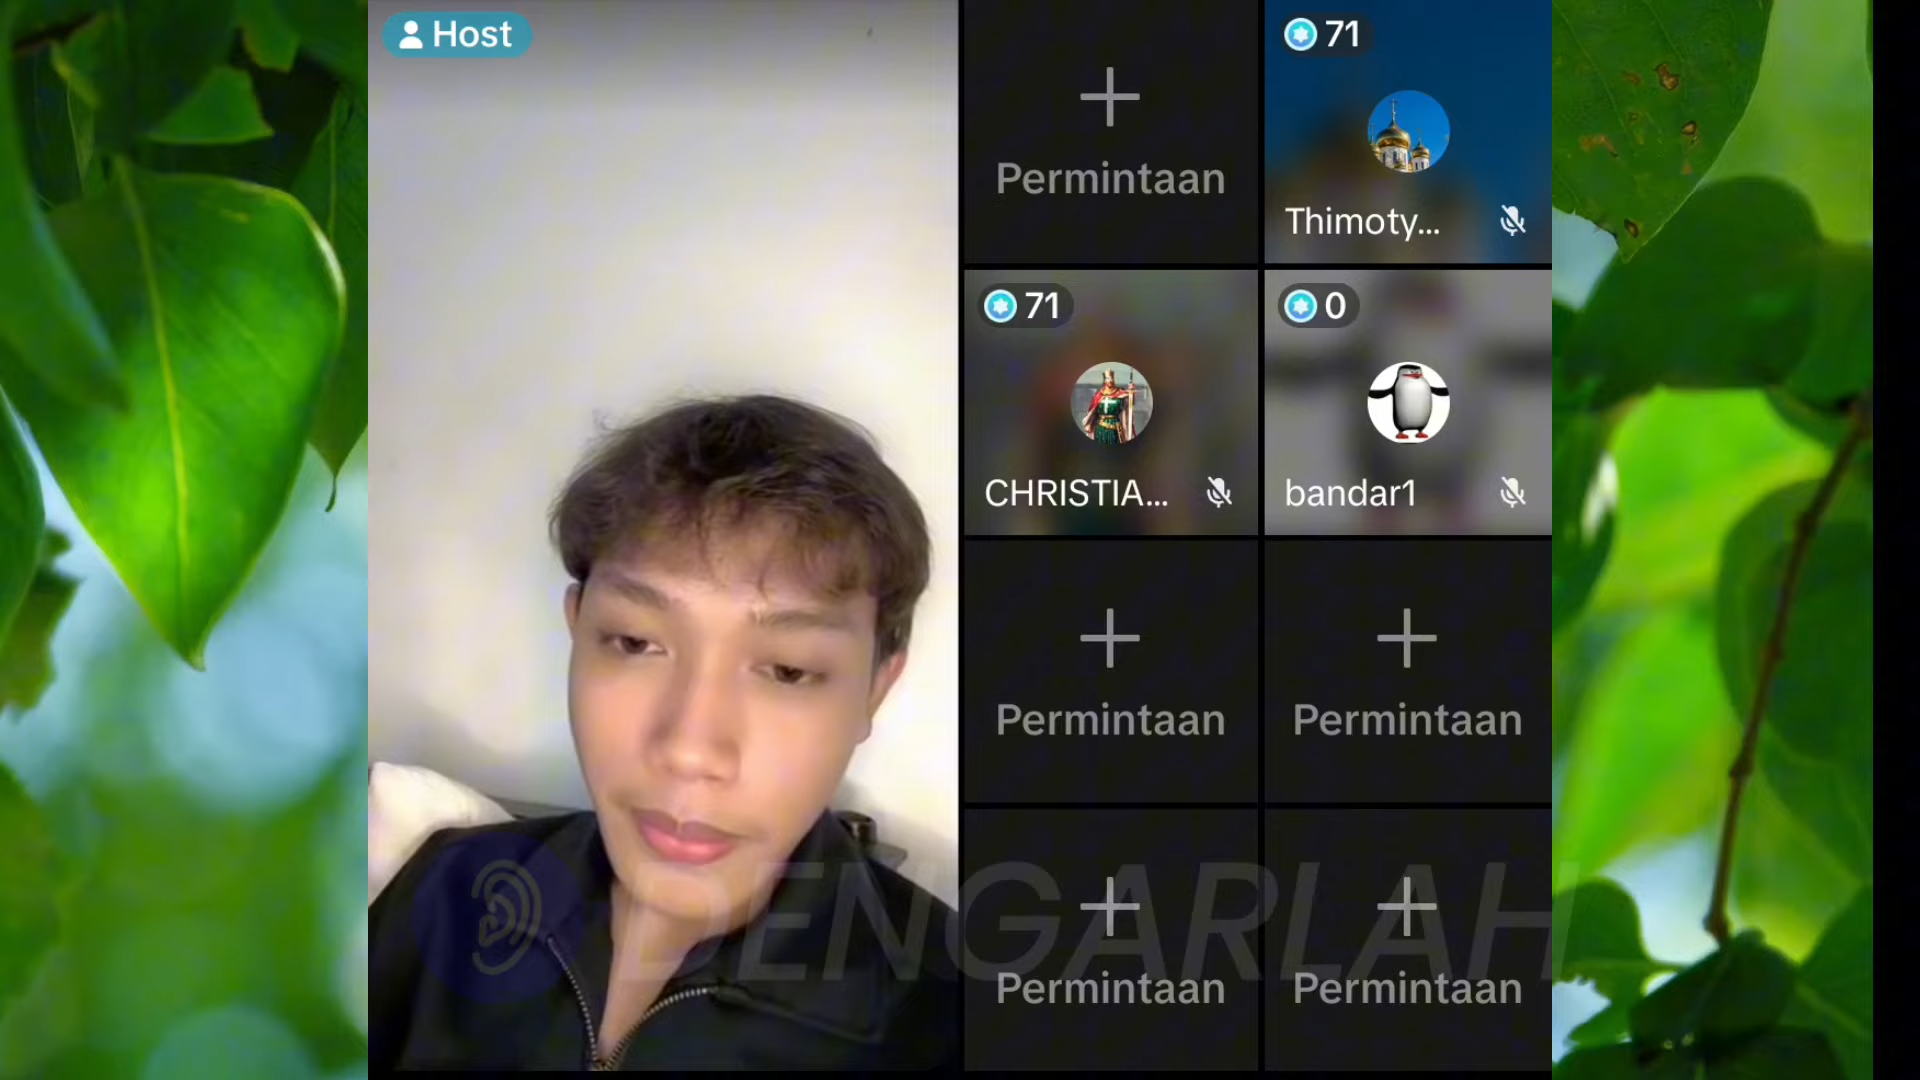 Host
Permintaan
71
Thimoty...
71
CHRISTIA...
0
bandar1
Permintaan
Permintaan
Permintaan
Permintaan
DENGARLAH